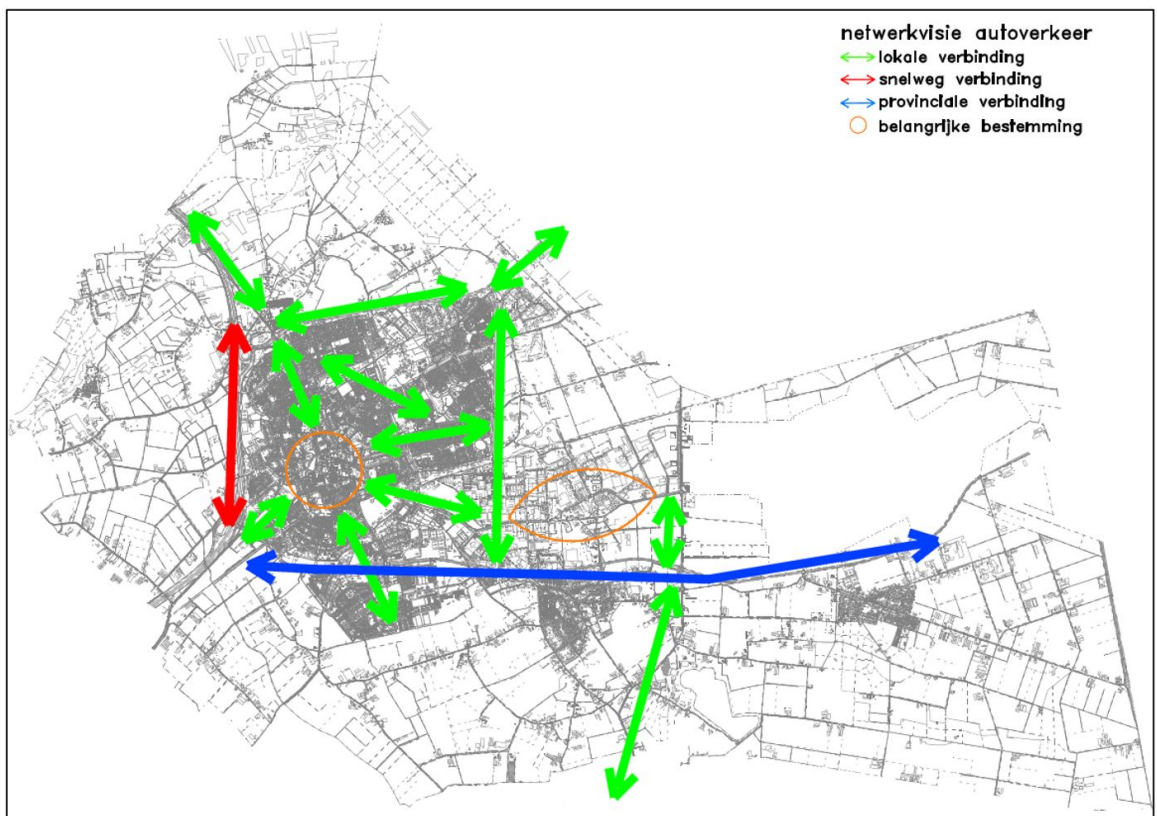 netwerkvisie autoverkeer
lokale verbinding
snelweg verbinding
provinciale verbinding
belangrijke bestemming